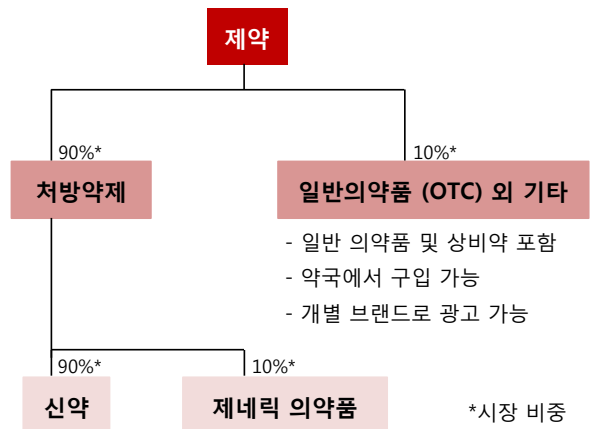 제약
90%*
10%*
처방약제
일반의약품 (OTC) 외 기타
- 일반 의약품 및 상비약 포함
- 약국에서 구입 가능
- 개별 브랜드로 광고 가능
90%*
10%*
신약
제네릭 의약품
*시장 비중